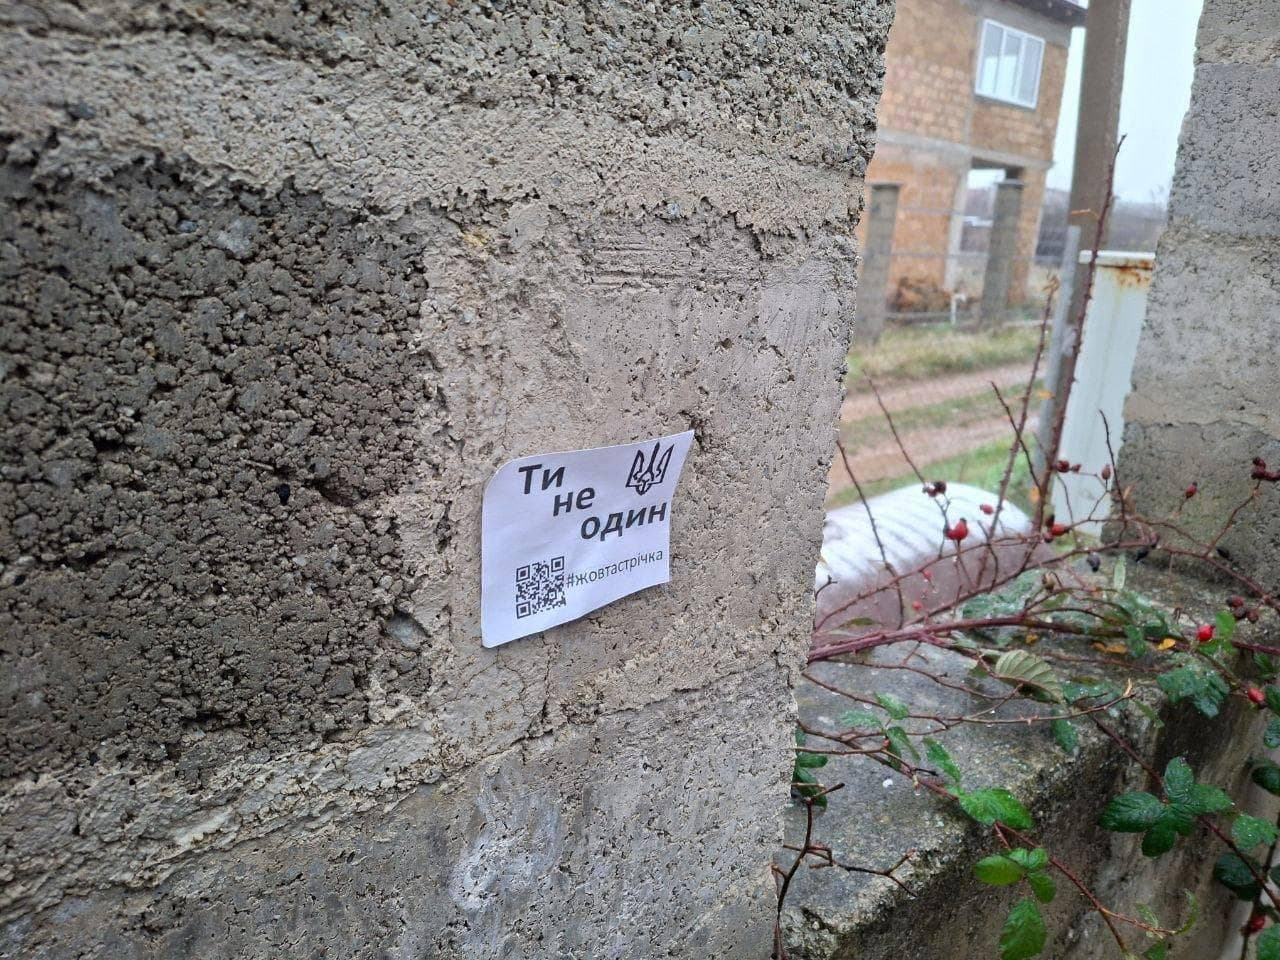 Ти
не
один
#жовтастрічка